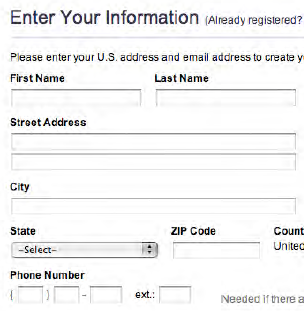 Enter Your Information (Already registered?
Please enter your U.S. address and email address to create y
First Name Last Name
Street Address
City
State ZIP Code Count
–Select– United
Phone Number
( ) – ext.: Needed if there a